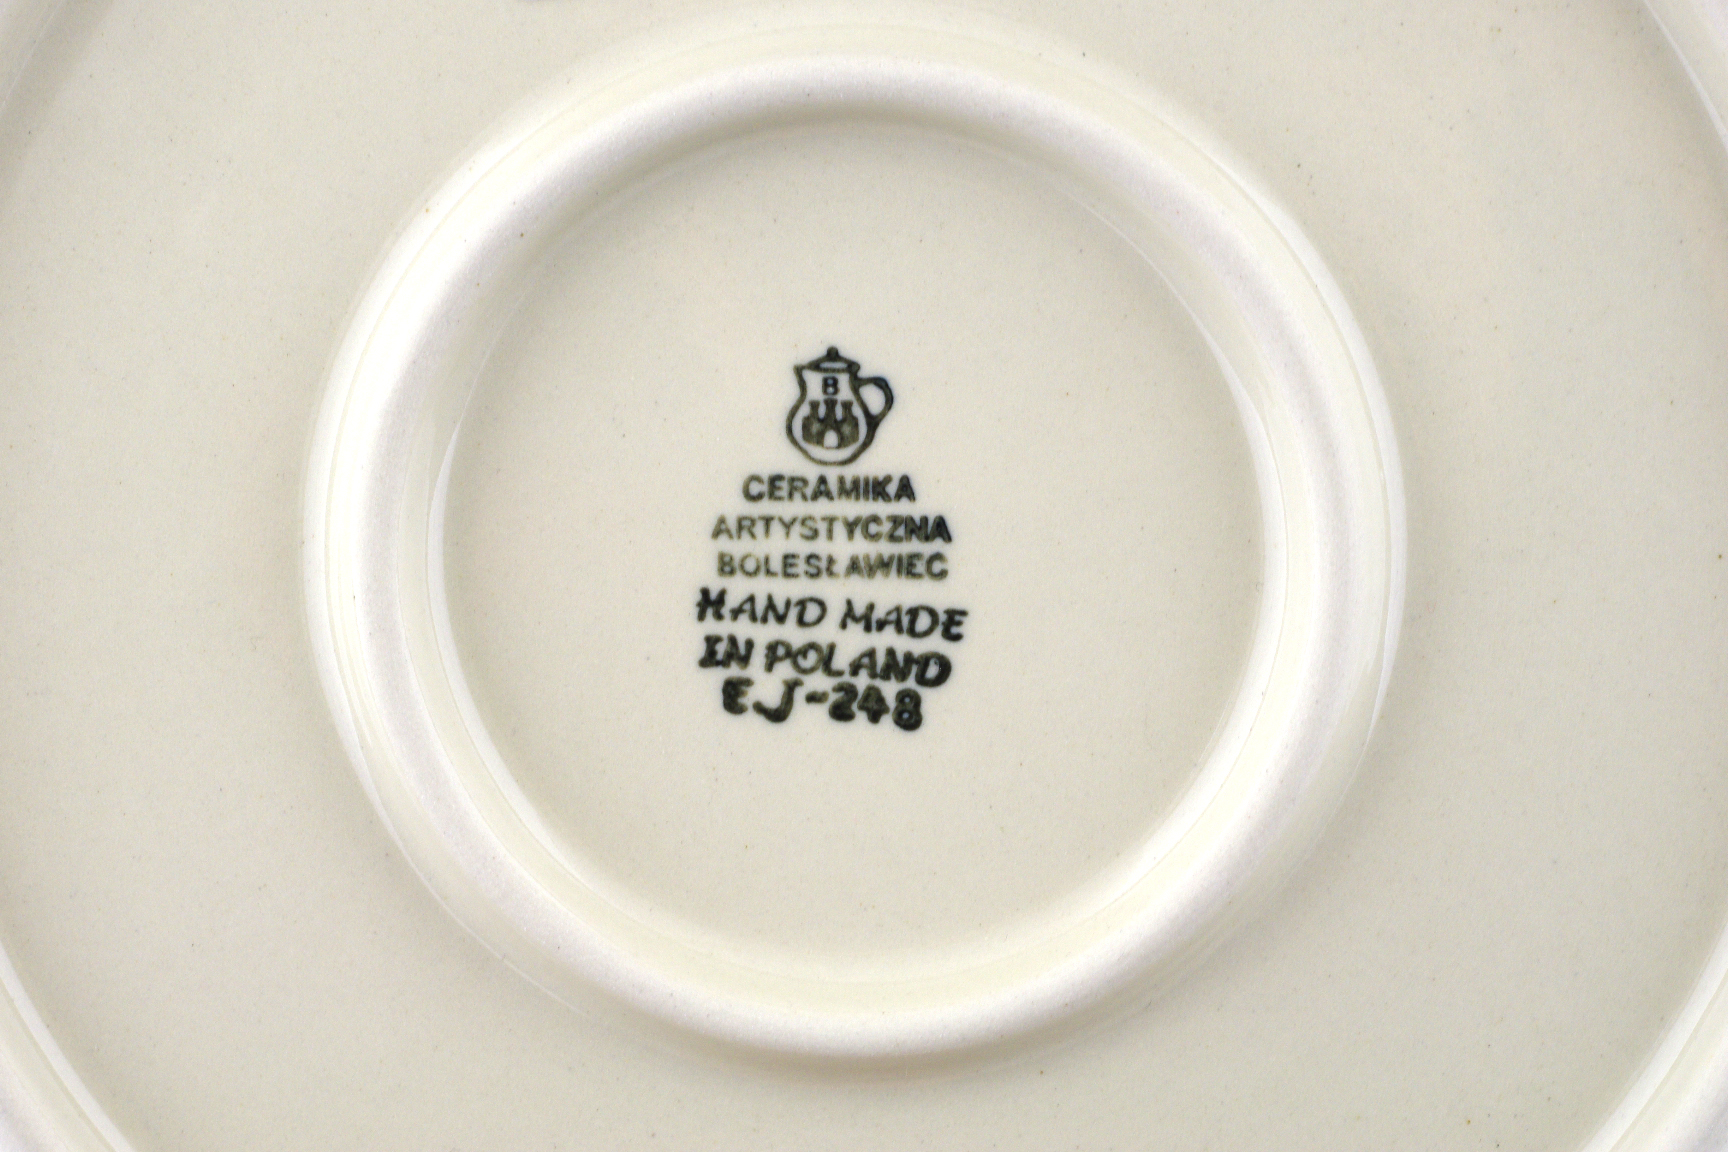 B
CERAMIKA
ARTYSTYCZNA
BOLESŁAWIEC
HAND MADE
IN POLAND
EJ-248